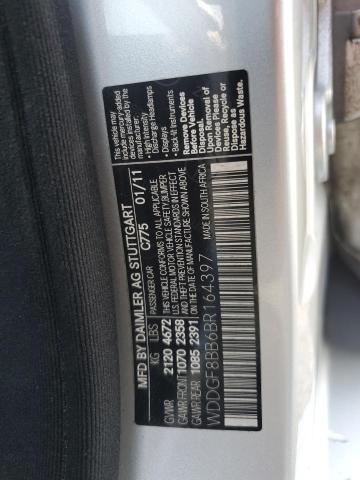 MFD BY DAIMLER AG STUTTGART
PASSENGER CAR C775 01/11
KG LBS
GVWR 2120 4672
GAWR FRONT 1070 2358
GAWR REAR 1085 2391
THIS VEHICLE CONFORMS TO ALL APPLICABLE
U.S. FEDERAL MOTOR VEHICLE SAFETY, BUMPER
AND THEFT PREVENTION STANDARDS IN EFFECT
ON THE DATE OF MANUFACTURE SHOWN ABOVE.
WDDGF8BB6BR164397
MADE IN SOUTH AFRICA
This vehicle may
include mercury-added
devices:
• High Intensity
Discharge Headlamps
• Back-lit Instruments
Remove Devices
Before Vehicle
Disposal.
Upon Removal of
Devices Please
Reuse, Recycle or
Dispose as
Hazardous Waste.